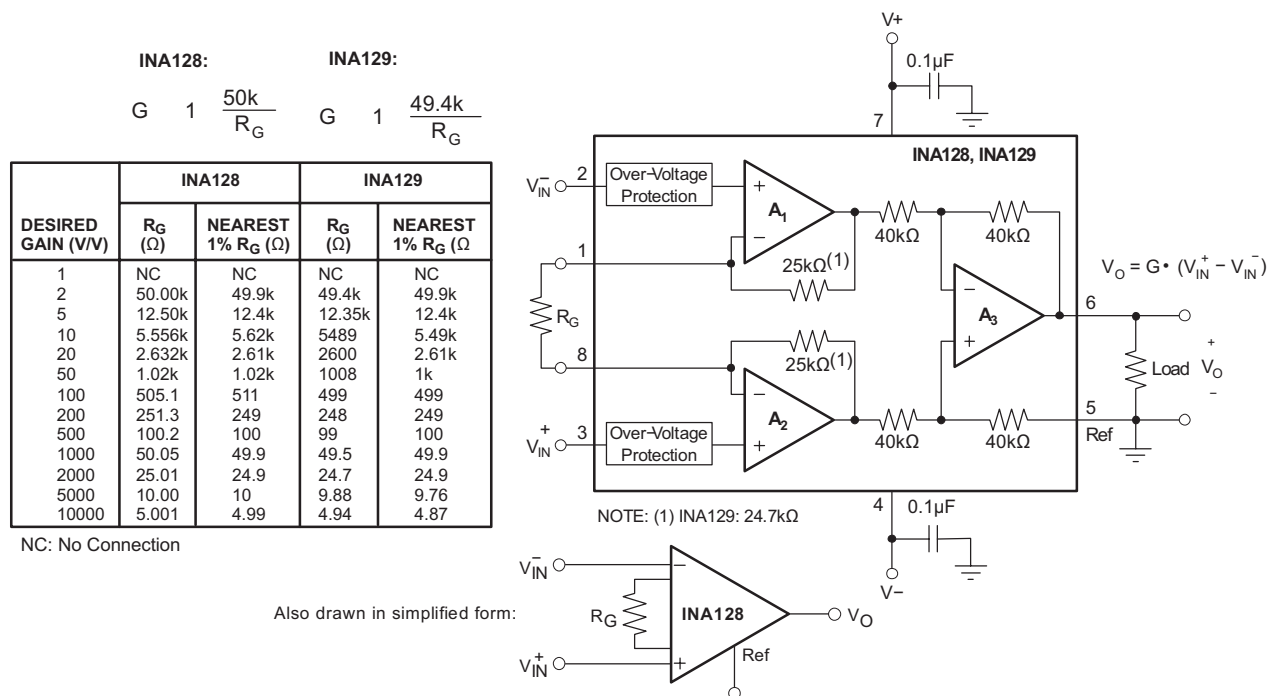 INA128:
INA129:
G 1 50k
R_G
G 1 49.4k
R_G
INA128 INA129
DESIRED GAIN (V/V) R_G (Ω) NEAREST 1% R_G (Ω) R_G (Ω) NEAREST 1% R_G (Ω
1 NC NC NC NC
2 50.00k 49.9k 49.4k 49.9k
5 12.50k 12.4k 12.35k 12.4k
10 5.556k 5.62k 5489 5.49k
20 2.632k 2.61k 2600 2.61k
50 1.02k 1.02k 1008 1k
100 505.1 511 499 499
200 251.3 249 248 249
500 100.2 100 99 100
1000 50.05 49.9 49.5 49.9
2000 25.01 24.9 24.7 24.9
5000 10.00 10 9.88 9.76
10000 5.001 4.99 4.94 4.87
NC: No Connection
V+
0.1μF
7
INA128, INA129
V_IN^−
2
Over−Voltage
Protection
+
A_1
−
40kΩ
40kΩ
1
25kΩ(1)
R_G
−
A_3
+
6
V_O = G• (V_IN^+ − V_IN^−)
8
25kΩ(1)
Load
+
V_O
−
−
A_2
+
V_IN^+
3
Over−Voltage
Protection
40kΩ
40kΩ
5
Ref
4
0.1μF
NOTE: (1) INA129: 24.7kΩ
V−
Also drawn in simplified form:
V_IN^−
−
R_G
INA128
V_O
V_IN^+
+
Ref